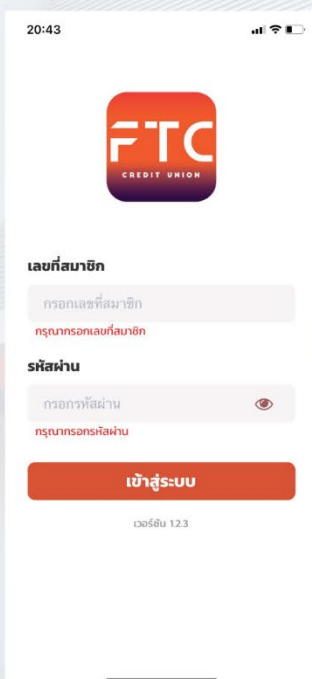 20:43
FTC
CREDIT UNION
เลขที่สมาชิก
กรอกเลขที่สมาชิก
กรุณากรอกเลขที่สมาชิก
รหัสผ่าน
กรอกรหัสผ่าน
กรุณากรอกรหัสผ่าน
เข้าสู่ระบบ
เวอร์ชัน 1.2.3